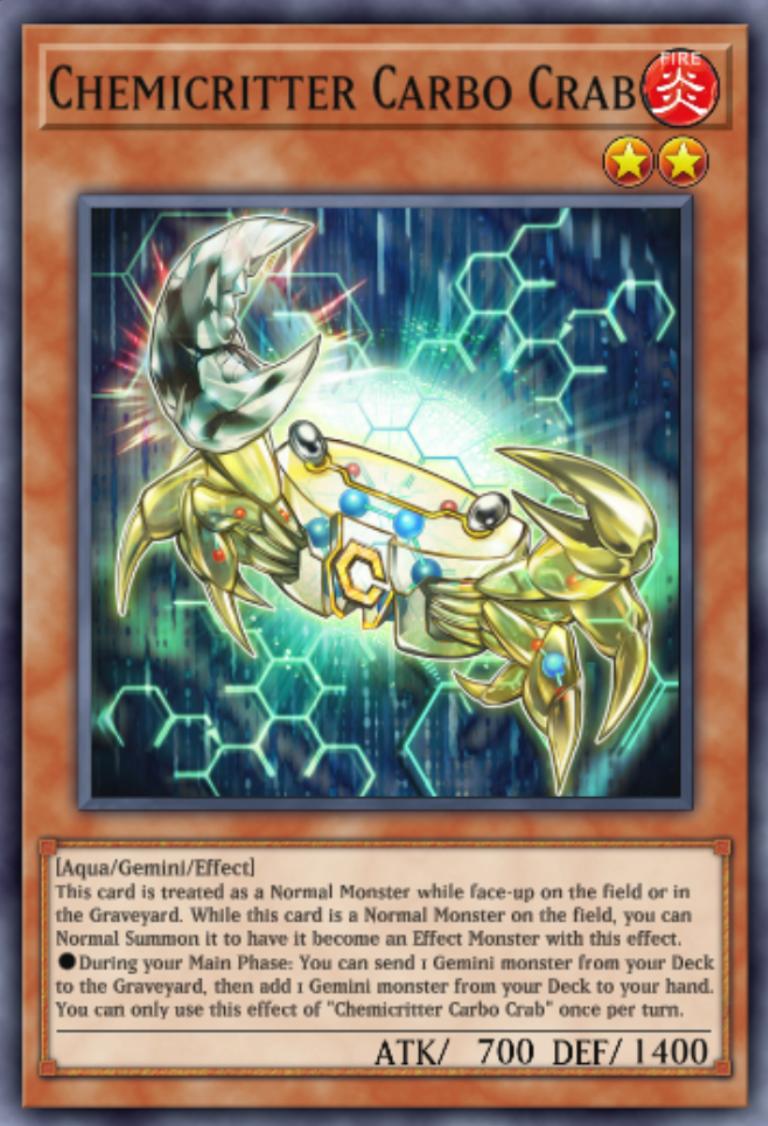 CHEMICRITTER CARBO CRAB
FIRE
炎
[Aqua/Gemini/Effect]
This card is treated as a Normal Monster while face-up on the field or in
the Graveyard. While this card is a Normal Monster on the field, you can
Normal Summon it to have it become an Effect Monster with this effect.
●During your Main Phase: You can send 1 Gemini monster from your Deck
to the Graveyard, then add 1 Gemini monster from your Deck to your hand.
You can only use this effect of "Chemicritter Carbo Crab" once per turn.
ATK/ 700 DEF/ 1400